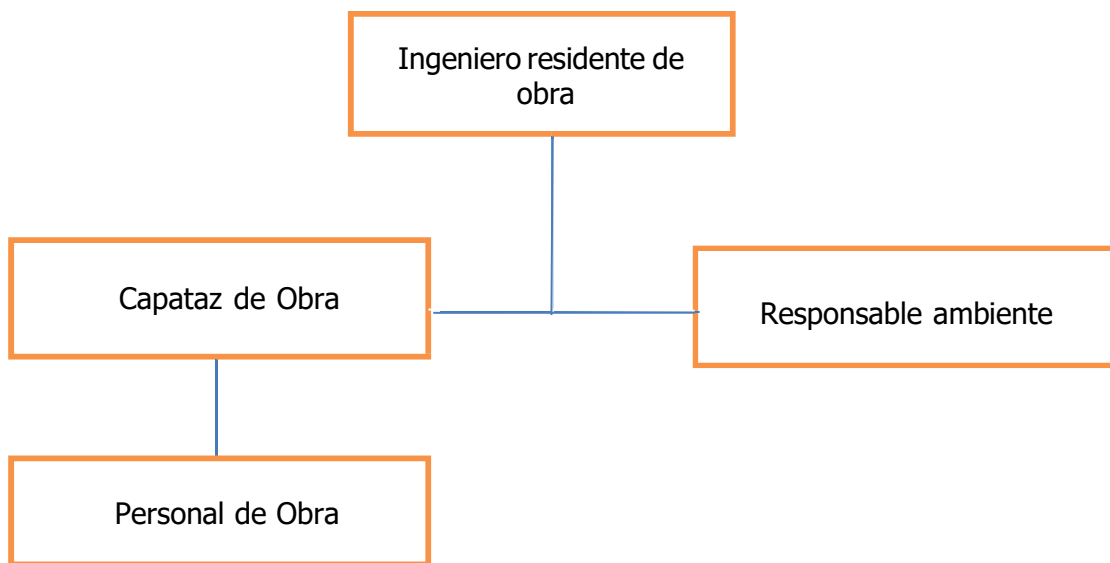 Ingeniero residente de
obra
Capataz de Obra
Responsable ambiente
Personal de Obra